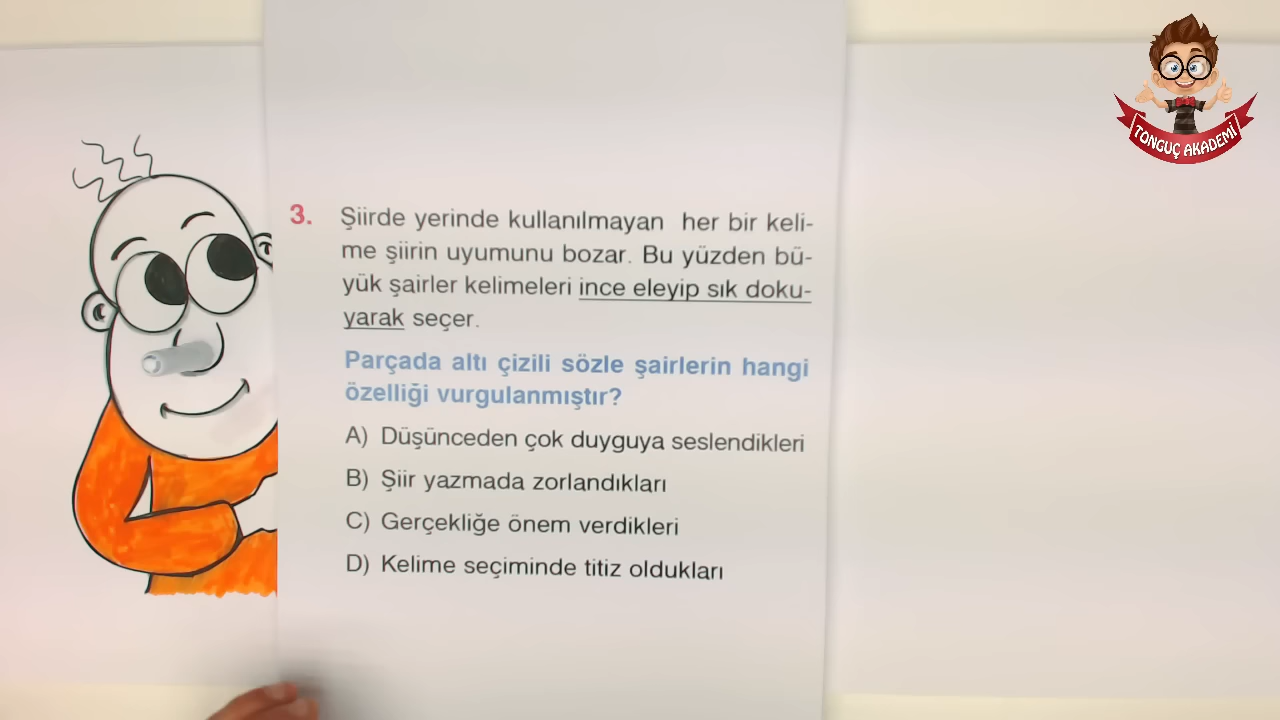 TONGUÇ AKADEMİ
3. Şiirde yerinde kullanılmayan her bir keli-
me şiirin uyumunu bozar. Bu yüzden bü-
yük şairler kelimeleri ince eleyip sık doku-
yarak seçer.
Parçada altı çizili sözle şairlerin hangi
özelliği vurgulanmıştır?
A) Düşünceden çok duyguya seslendikleri
B) Şiir yazmada zorlandıkları
C) Gerçekliğe önem verdikleri
D) Kelime seçiminde titiz oldukları